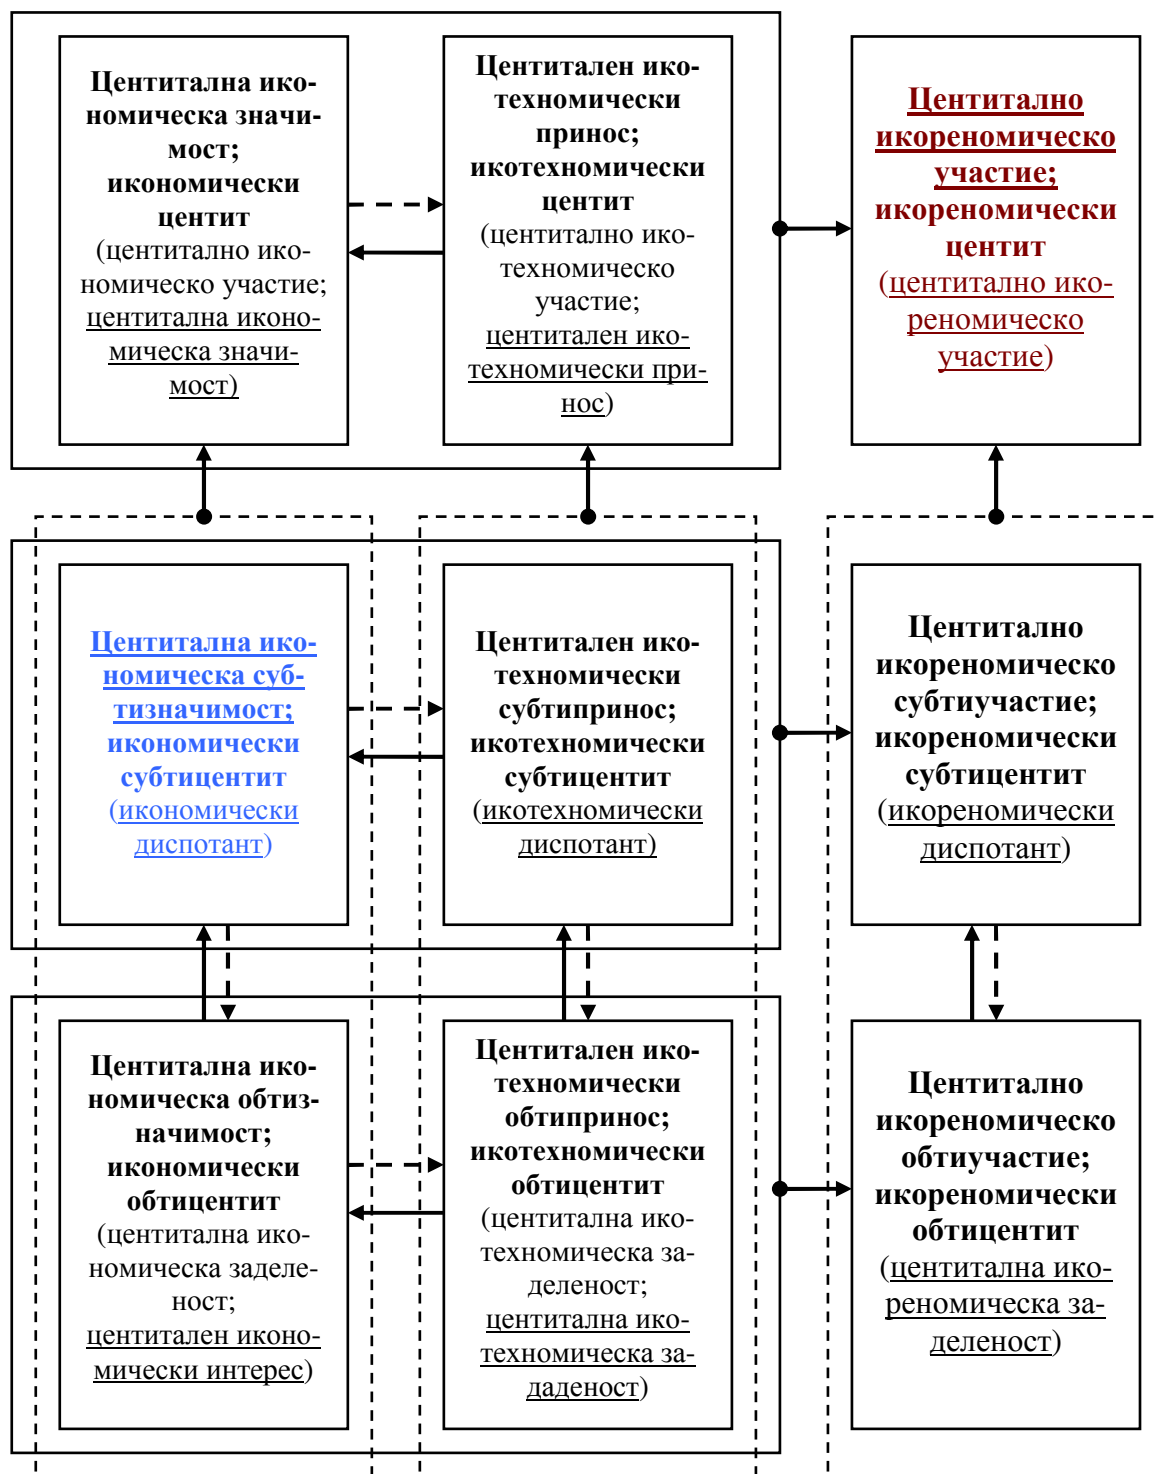 Центитална ико-
номическа значи-
мост;
икономически
центит
(центитално ико-
номическо участие;
центитална иконо-
мическа значи-
мост)
Центитален ико-
техномически
принос;
икотехномически
центит
(центитално ико-
техномическо
участие;
центитален ико-
техномически при-
нос)
Центитално
икореномическо
участие;
икореномически
центит
(центитално ико-
реномическо
участие)
Центитална ико-
номическа суб-
тизначимост;
икономически
субтицентит
(икономически
диспотант)
Центитален ико-
техномически
субтипринос;
икотехномически
субтицентит
(икотехномически
диспотант)
Центитално
икореномическо
субтиучастие;
икореномически
субтицентит
(икореномически
диспотант)
Центитална ико-
номическа обтиз-
начимост;
икономически
обтицентит
(центитална ико-
номическа заделе-
ност;
центитален иконо-
мически интерес)
Центитален ико-
техномически
обтипринос;
икотехномически
обтицентит
(центитална ико-
техномическа за-
деленост;
центитална ико-
техномическа за-
даденост)
Центитално
икореномическо
обтиучастие;
икореномически
обтицентит
(центитална ико-
реномическа за-
деленост)